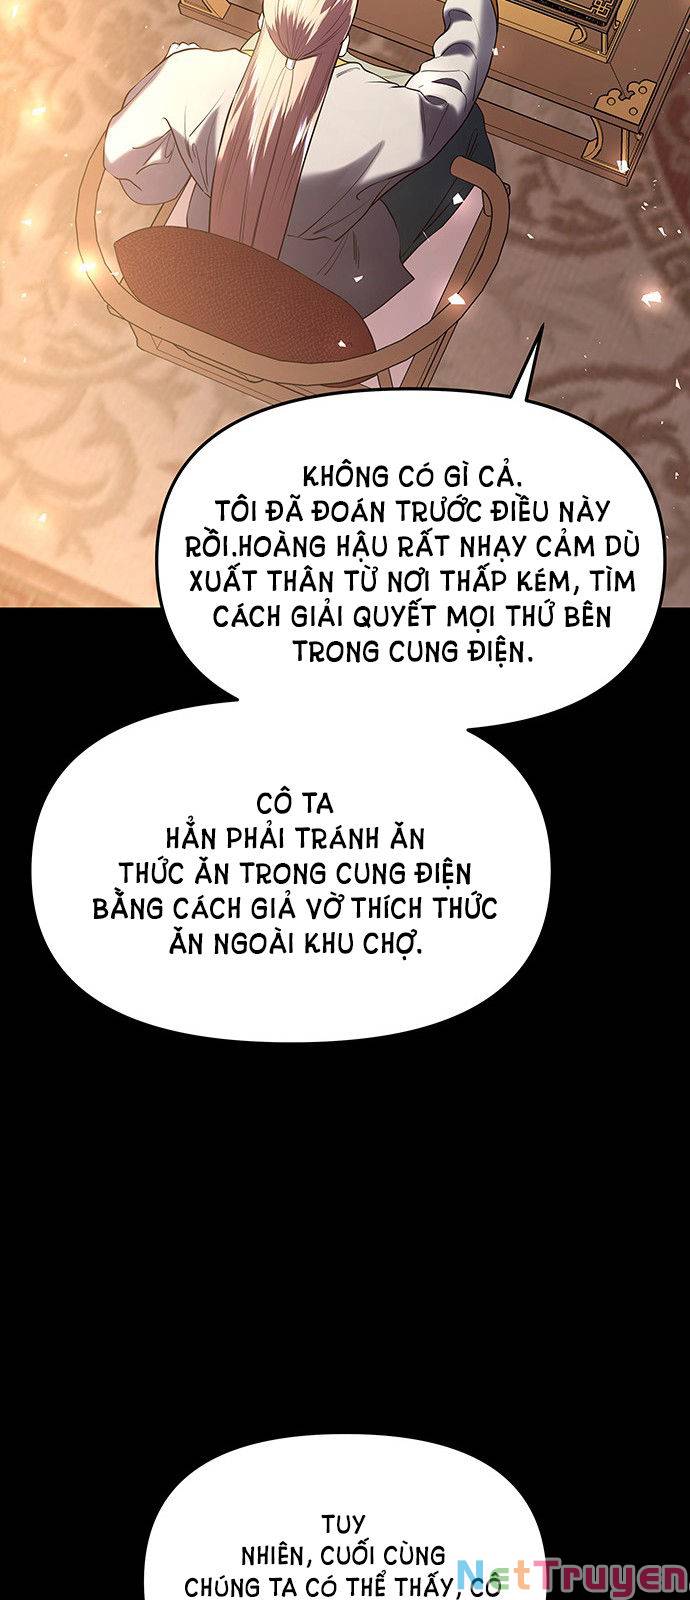 KHÔNG CÓ GÌ CẢ.
TÔI ĐÃ ĐOÁN TRƯỚC ĐIỀU NÀY
RỒI.HOÀNG HẬU RẤT NHẠY CẢM DÙ
XUẤT THÂN TỪ NƠI THẤP KÉM, TÌM
CÁCH GIẢI QUYẾT MỌI THỨ BÊN
TRONG CUNG ĐIỆN.
CÔ TA
HẲN PHẢI TRÁNH ĂN
THỨC ĂN TRONG CUNG ĐIỆN
BẰNG CÁCH GIẢ VỜ THÍCH THỨC
ĂN NGOÀI KHU CHỢ.
TUY
NHIÊN, CUỐI CÙNG
CHÚNG TA CÓ THỂ THẤY, CÔ
NetTruyen